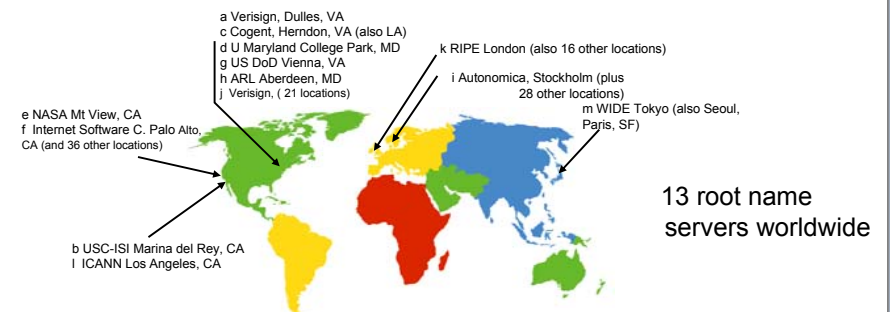 a Verisign, Dulles, VA
c Cogent, Herndon, VA (also LA)
d U Maryland College Park, MD
g US DoD Vienna, VA
h ARL Aberdeen, MD
j Verisign, ( 21 locations)
k RIPE London (also 16 other locations)
i Autonomica, Stockholm (plus
28 other locations)
m WIDE Tokyo (also Seoul,
Paris, SF)
e NASA Mt View, CA
f Internet Software C. Palo Alto,
CA (and 36 other locations)
13 root name
servers worldwide
b USC-ISI Marina del Rey, CA
l ICANN Los Angeles, CA